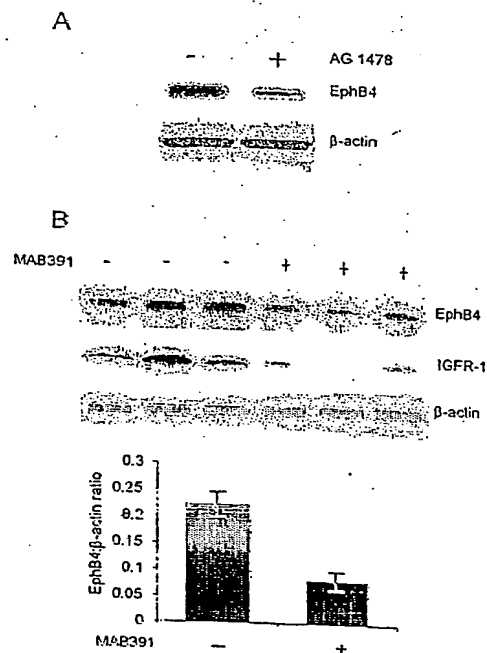 A
- + AG 1478
EphB4
β-actin
B
MAB391 - - - + + +
EphB4
IGFR-1
β-actin
EphB4:β-actin ratio
0.3
0.25
0.2
0.15
0.1
0.05
0
MAB391 - +